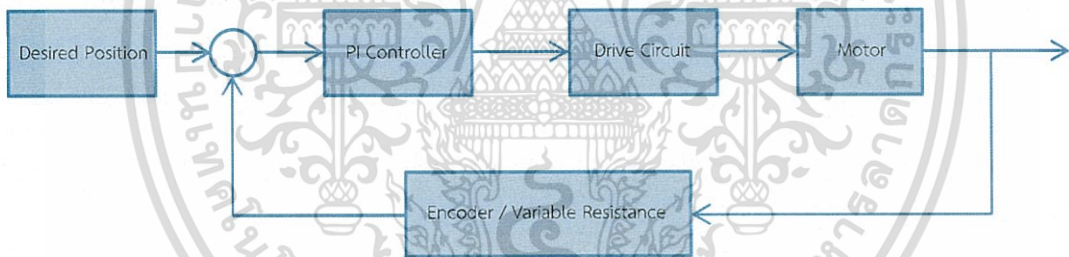 Desired Position
PI Controller
Drive Circuit
Motor
Encoder / Variable Resistance